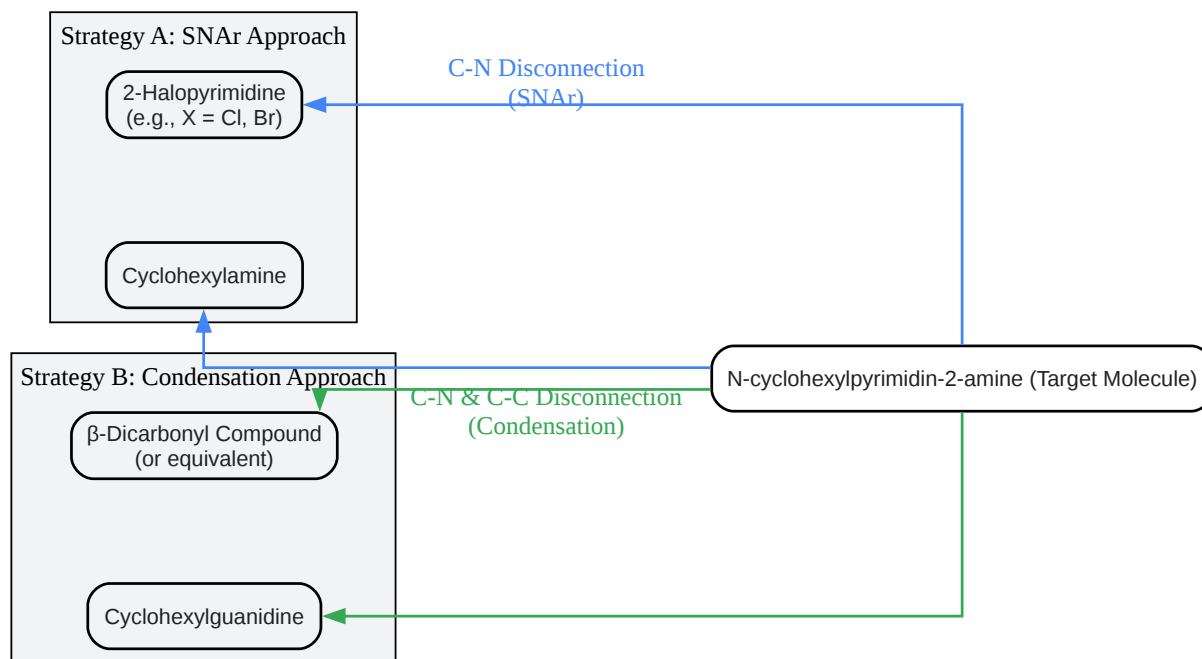 Strategy A: SNAr Approach
2-Halopyrimidine
(e.g., X = Cl, Br)
Cyclohexylamine
C-N Disconnection
(SNAr)
Strategy B: Condensation Approach
β-Dicarbonyl Compound
(or equivalent)
Cyclohexylguanidine
C-N & C-C Disconnection
(Condensation)
N-cyclohexylpyrimidin-2-amine (Target Molecule)